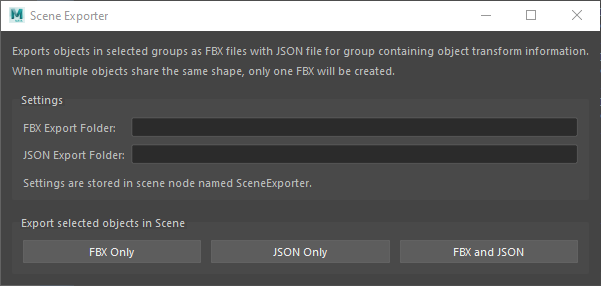 Scene Exporter
Exports objects in selected groups as FBX files with JSON file for group containing object transform information.
When multiple objects share the same shape, only one FBX will be created.
Settings
FBX Export Folder:
JSON Export Folder:
Settings are stored in scene node named SceneExporter.
Export selected objects in Scene
FBX Only
JSON Only
FBX and JSON